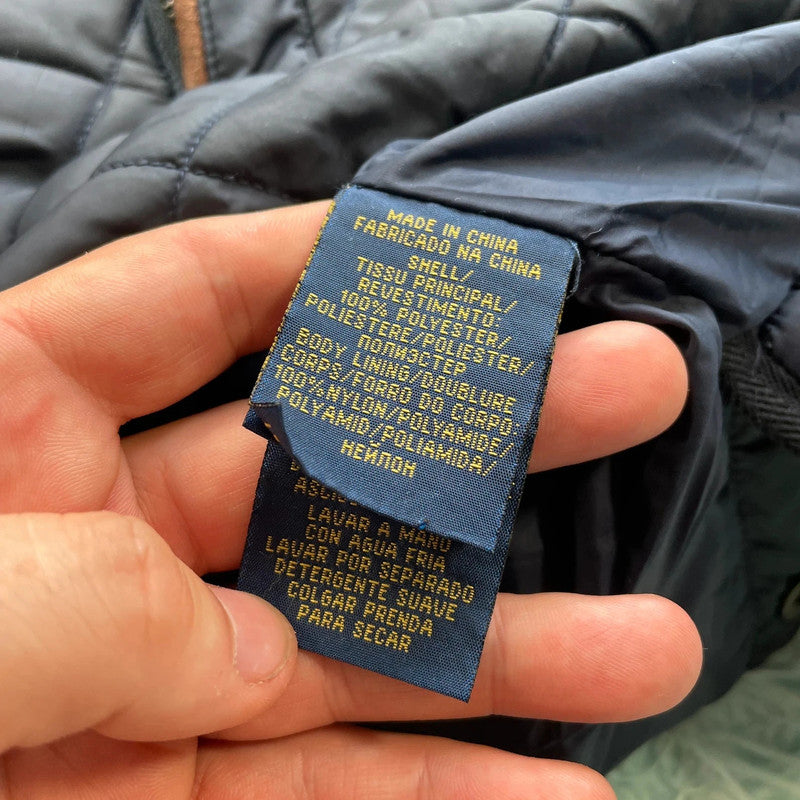 MADE IN CHINA
FABRICADO NA CHINA
SHELL/
TISSU PRINCIPAL/
REVESTIMENTO:
100% POLYESTER/
POLIESTERE/POLIESTER/
ПОЛИЭСТЕР
BODY LINING/DOUBLURE
CORPS/FORRO DO CORPO:
100%NYLON/POLYAMIDE/
POLYAMID/POLIAMIDA/
НЕЙЛОН
LAVAR A MANO
CON AGUA FRIA
LAVAR POR SEPARADO
DETERGENTE SUAVE
COLGAR PRENDA
PARA SECAR